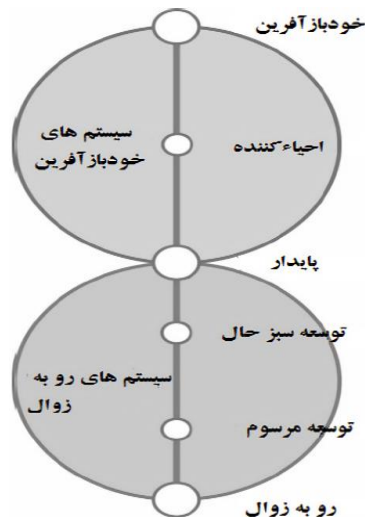 خودبازآفرین
سیستم های
خودبازآفرین
احیاءکننده
پایدار
توسعه سبز حال
سیستم های رو به
زوال
توسعه مرسوم
رو به زوال